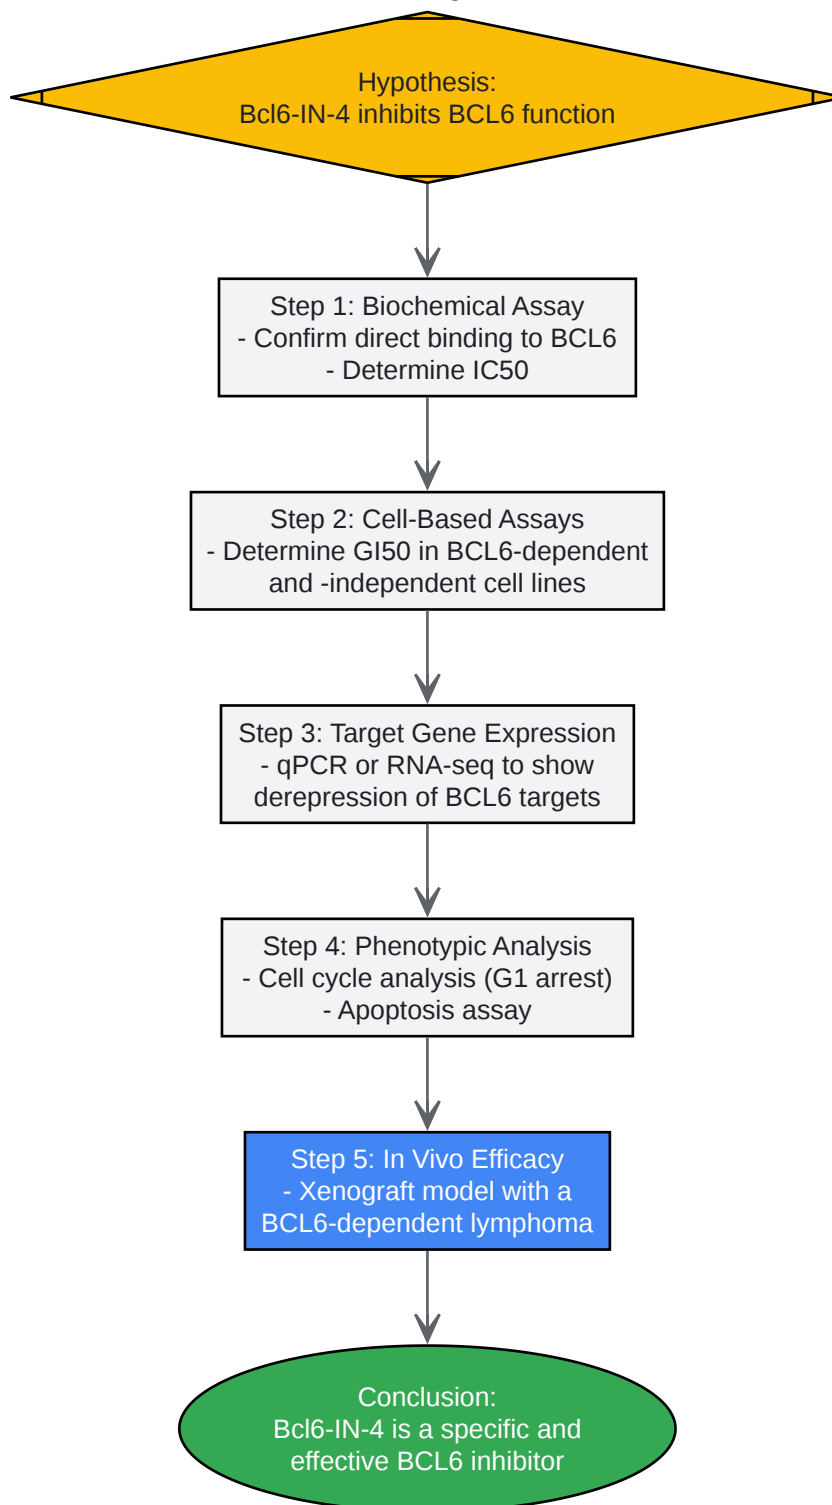 Hypothesis:
Bcl6-IN-4 inhibits BCL6 function
Step 1: Biochemical Assay
- Confirm direct binding to BCL6
- Determine IC50
Step 2: Cell-Based Assays
- Determine GI50 in BCL6-dependent
and -independent cell lines
Step 3: Target Gene Expression
- qPCR or RNA-seq to show
derepression of BCL6 targets
Step 4: Phenotypic Analysis
- Cell cycle analysis (G1 arrest)
- Apoptosis assay
Step 5: In Vivo Efficacy
- Xenograft model with a
BCL6-dependent lymphoma
Conclusion:
Bcl6-IN-4 is a specific and
effective BCL6 inhibitor